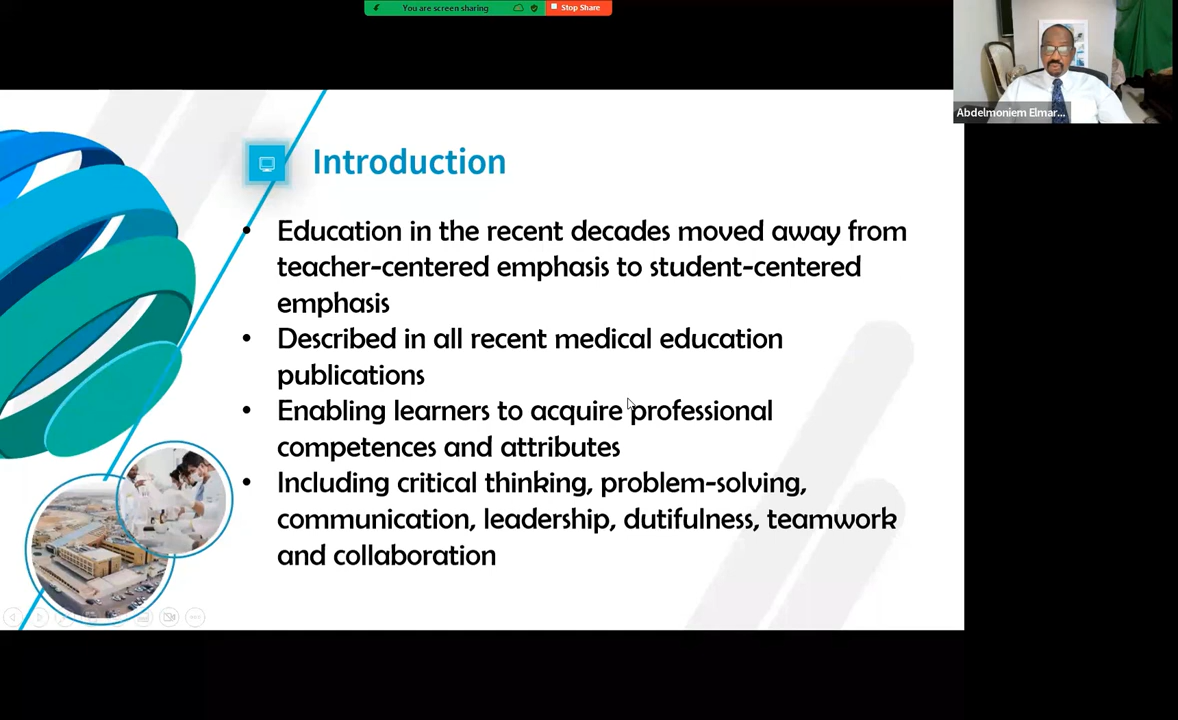 You are screen sharing
Stop Share
Abdelmoniem Elmar...
Introduction
• Education in the recent decades moved away from
teacher-centered emphasis to student-centered
emphasis
• Described in all recent medical education
publications
• Enabling learners to acquire professional
competences and attributes
• Including critical thinking, problem-solving,
communication, leadership, dutifulness, teamwork
and collaboration